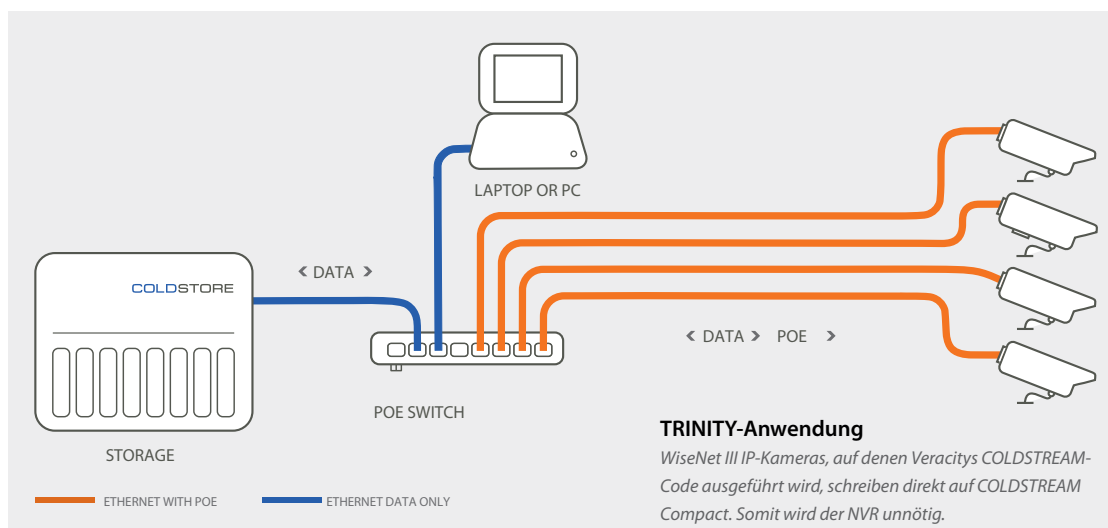 LAPTOP OR PC
< DATA >
COLDSTORE
< DATA > POE >
POE SWITCH
STORAGE
ETHERNET WITH POE
ETHERNET DATA ONLY
TRINITY-Anwendung
WiseNet III IP-Kameras, auf denen Veracitys COLDSTREAM-
Code ausgeführt wird, schreiben direkt auf COLDSTREAM
Compact. Somit wird der NVR unnötig.